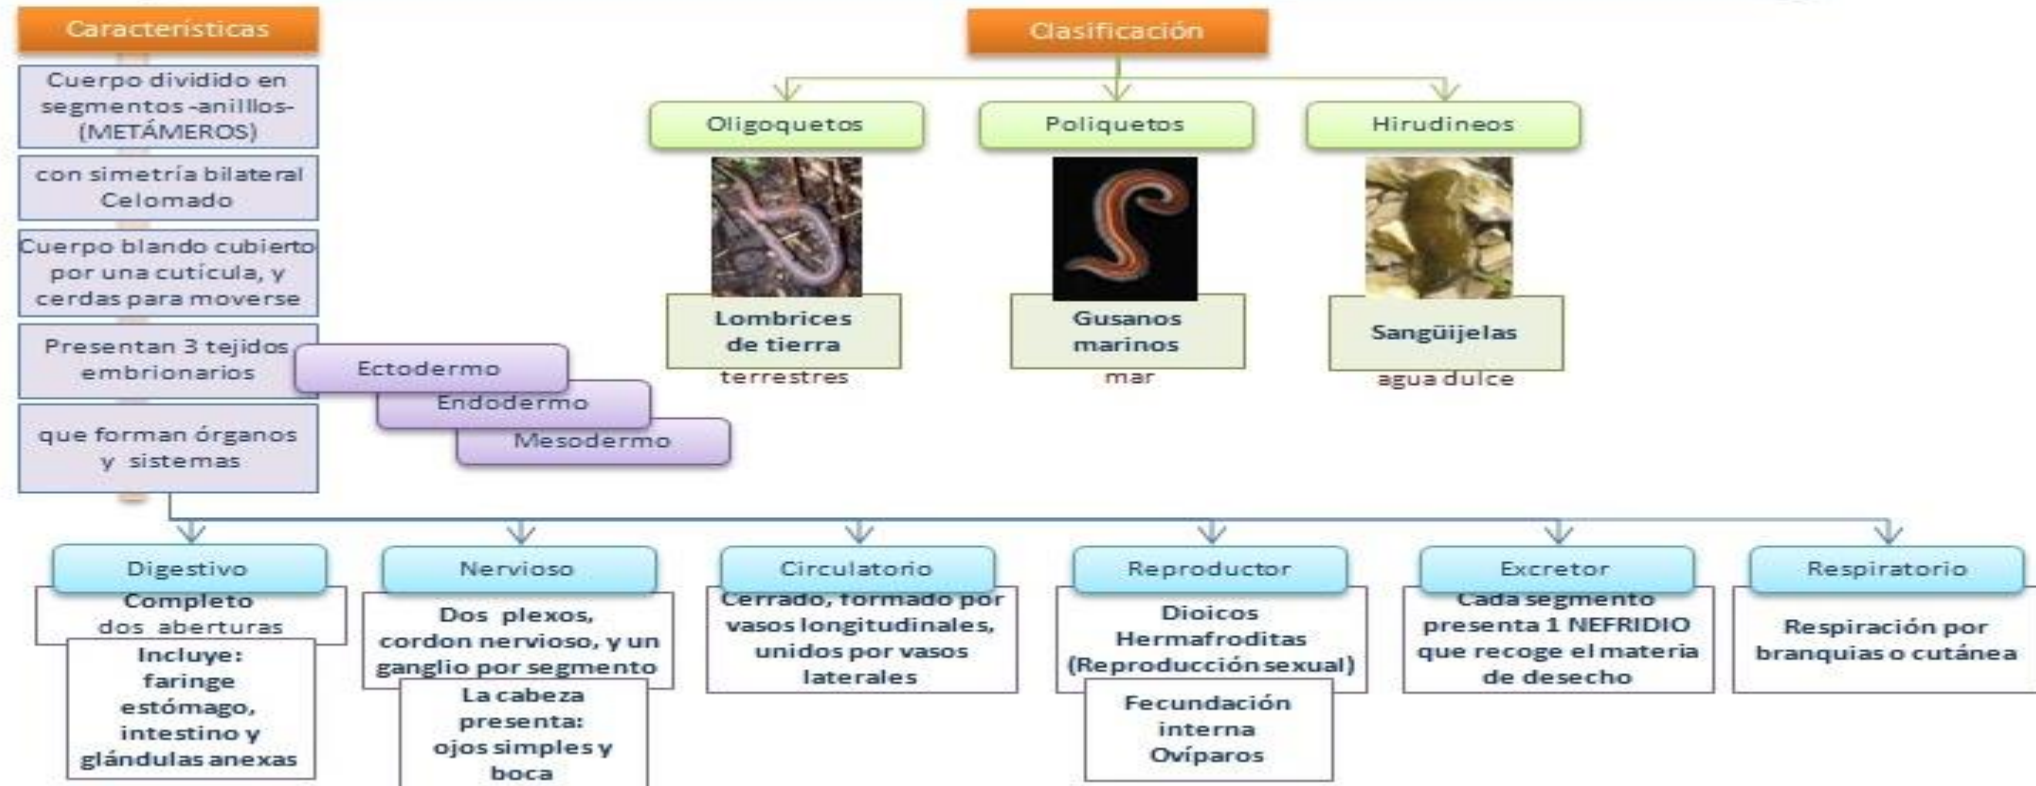 Características
Cuerpo dividido en
segmentos -anilllos-
(METÁMEROS)
con simetría bilateral
Celomado
Cuerpo blando cubierto
por una cutícula, y
cerdas para moverse
Presentan 3 tejidos
embrionarios
que forman órganos
y sistemas
Ectodermo
Endodermo
Mesodermo
Clasificación
Oligoquetos
Poliquetos
Hirudineos
Lombrices
de tierra
terrestres
Gusanos
marinos
mar
Sangüijelas
agua dulce
Digestivo
Completo
dos aberturas
Incluye:
faringe
estómago,
intestino y
glándulas anexas
Nervioso
Dos plexos,
cordon nervioso, y un
ganglio por segmento
La cabeza
presenta:
ojos simples y
boca
Circulatorio
Cerrado, formado por
vasos longitudinales,
unidos por vasos
laterales
Reproductor
Dioicos
Hermafroditas
(Reproducción sexual)
Fecundación
interna
Ovíparos
Excretor
Cada segmento
presenta 1 NEFRIDIO
que recoge el materia
de desecho
Respiratorio
Respiración por
branquias o cutánea